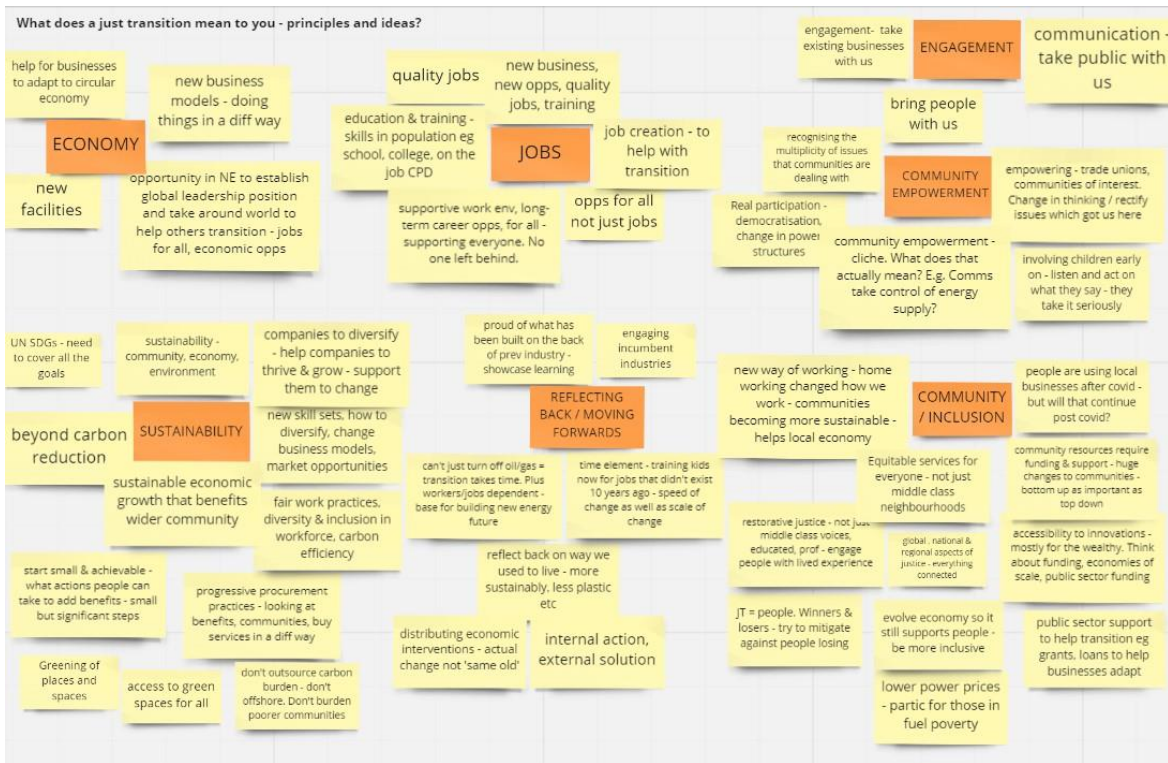 What does a just transition mean to you - principles and ideas?
help for businesses
to adapt to circular
economy
new business
models - doing
things in a diff way
ECONOMY
new
facilities
opportunity in NE to establish
global leadership position
and take around world to
help others transition - jobs
for all, economic opps
quality jobs
new business,
new opps, quality
jobs, training
education & training -
skills in population eg
school, college, on the
job CPD
JOBS
job creation - to
help with
transition
supportive work env, long-
term career opps, for all -
supporting everyone. No
one left behind.
opps for all
not just jobs
engagement- take
existing businesses
with us
ENGAGEMENT
communication -
take public with
us
bring people
with us
recognising the
multiplicity of issues
that communities are
dealing with
COMMUNITY
EMPOWERMENT
empowering - trade unions,
communities of interest.
Change in thinking / rectify
issues which got us here
Real participation -
democratisation,
change in power
structures
community empowerment -
cliche. What does that
actually mean? E.g. Comms
take control of energy
supply?
involving children early
on - listen and act on
what they say - they
take it seriously
UN SDGs - need
to cover all the
goals
sustainability -
community, economy,
environment
companies to diversify
- help companies to
thrive & grow - support
them to change
beyond carbon
reduction
SUSTAINABILITY
new skill sets, how to
diversify, change
business models,
market opportunities
sustainable economic
growth that benefits
wider community
fair work practices,
diversity & inclusion in
workforce, carbon
efficiency
start small & achievable -
what actions people can
take to add benefits - small
but significant steps
progressive procurement
practices - looking at
benefits, communities, buy
services in a diff way
Greening of
places and
spaces
access to green
spaces for all
don't outsource carbon
burden - don't
offshore. Don't burden
poorer communities
proud of what has
been built on the back
of prev industry -
showcase learning
engaging
incumbent
industries
REFLECTING
BACK / MOVING
FORWARDS
can't just turn off oil/gas =
transition takes time. Plus
workers/jobs dependent -
base for building new energy
future
time element - training kids
now for jobs that didn't exist
10 years ago - speed of
change as well as scale of
change
reflect back on way we
used to live - more
sustainably, less plastic
etc
distributing economic
interventions - actual
change not 'same old'
internal action,
external solution
new way of working - home
working changed how we
work - communities
becoming more sustainable -
helps local economy
COMMUNITY
/ INCLUSION
people are using local
businesses after covid -
but will that continue
post covid?
Equitable services for
everyone - not just
middle class
neighbourhoods
community resources require
funding & support - huge
changes to communities -
bottom up as important as
top down
restorative justice - not just
middle class voices,
educated, prof - engage
people with lived experience
global , national &
regional aspects of
justice - everything
connected
accessibility to innovations -
mostly for the wealthy. Think
about funding, economies of
scale, public sector funding
JT = people. Winners &
losers - try to mitigate
against people losing
evolve economy so it
still supports people -
be more inclusive
public sector support
to help transition eg
grants, loans to help
businesses adapt
lower power prices
- partic for those in
fuel poverty